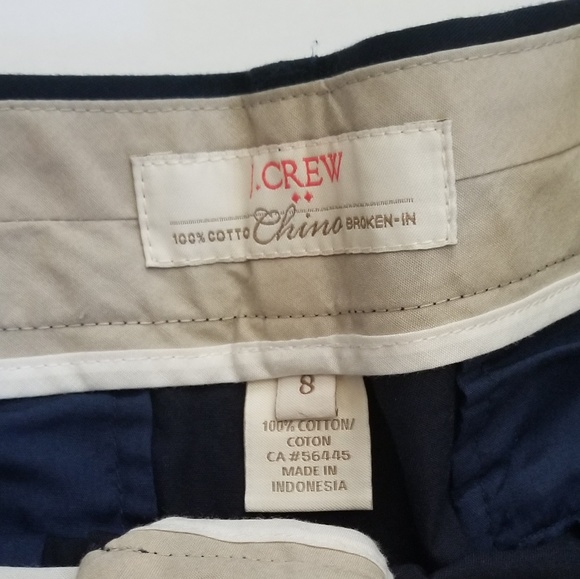 J.CREW
100% COTTO Chino BROKEN-IN
8
100% COTTON/
COTON
CA #56445
MADE IN
INDONESIA